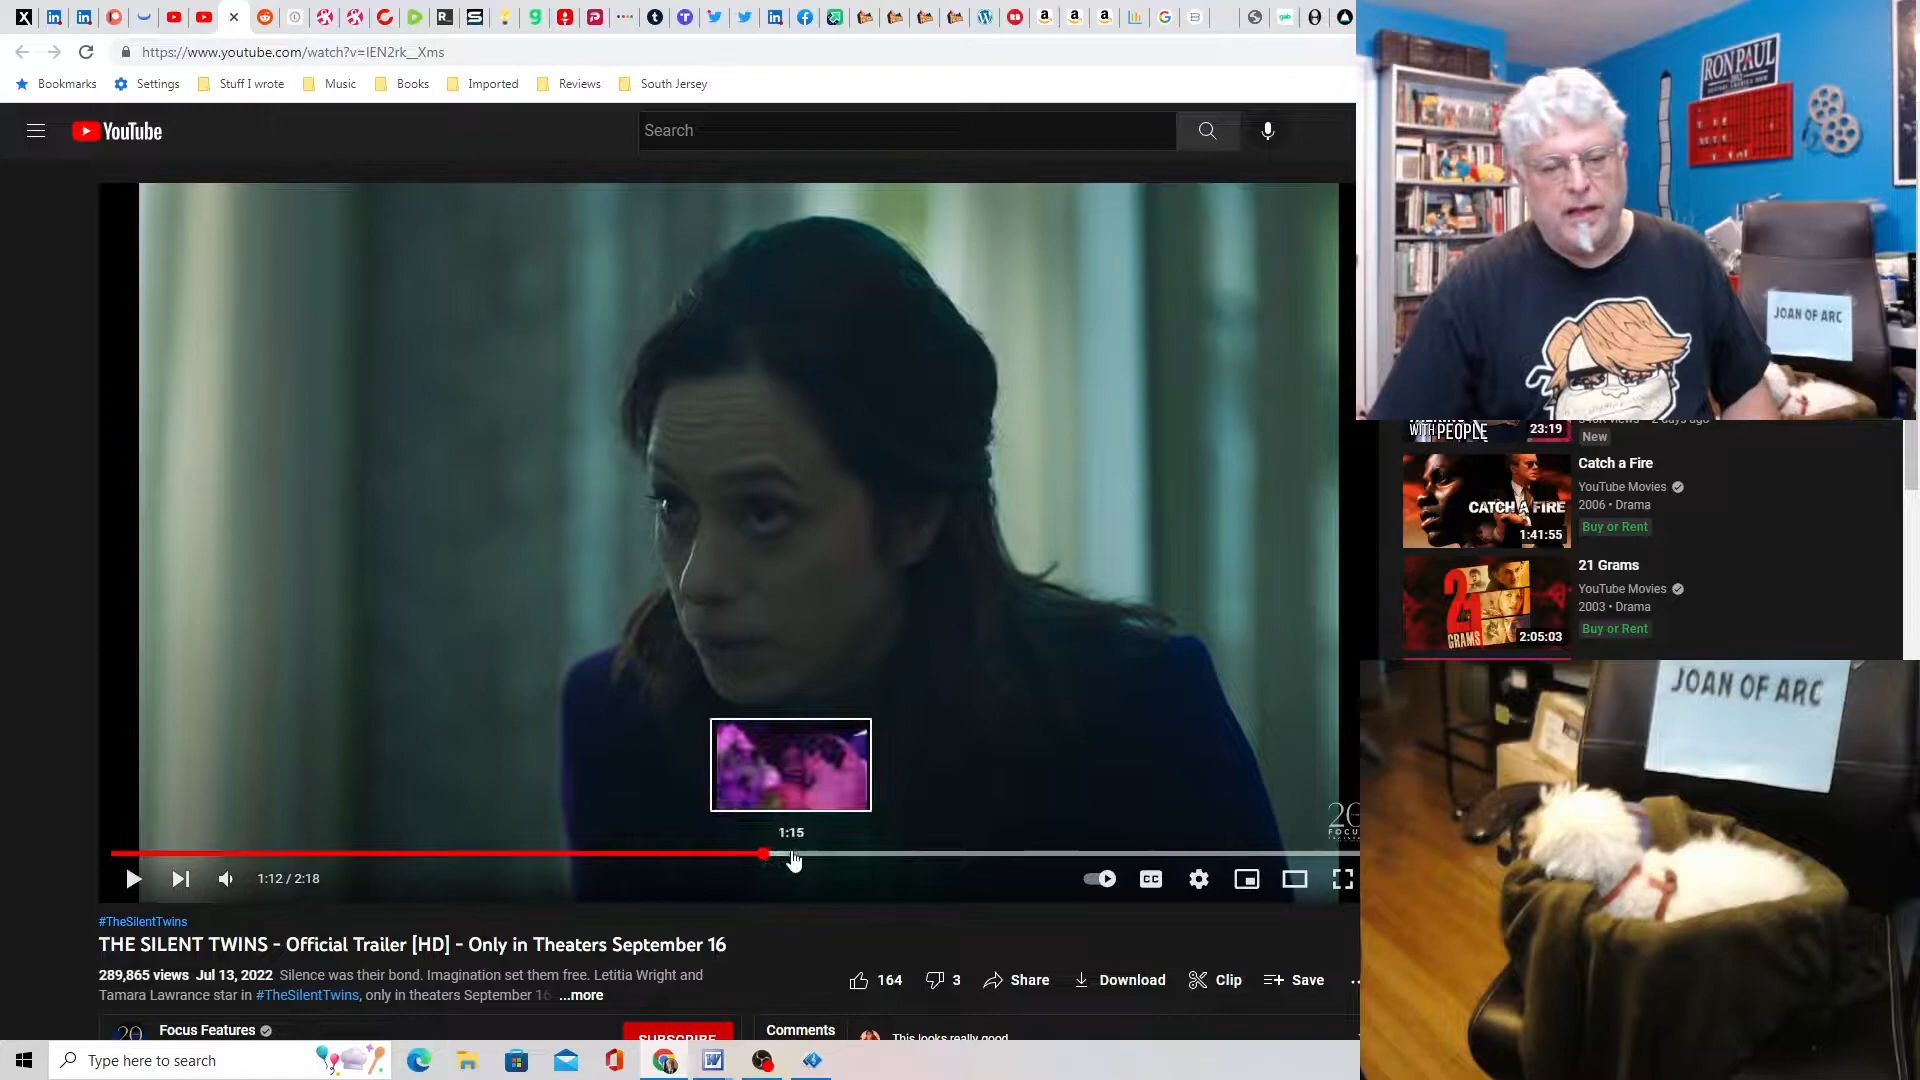 https://www.youtube.com/watch?v=IEN2rk__Xms
Bookmarks
Settings
Stuff I wrote
Music
Books
Imported
Reviews
South Jersey
YouTube
Search
RON PAUL
JOAN OF ARC
WITH PEOPLE
23:19
New
Catch a Fire
YouTube Movies
2006 • Drama
Buy or Rent
CATCH A FIRE
1:41:55
21 Grams
YouTube Movies
2003 • Drama
Buy or Rent
21
GRAMS
2:05:03
JOAN OF ARC
1:15
20
FOCUS
1:12 / 2:18
CC
#TheSilentTwins
THE SILENT TWINS - Official Trailer [HD] - Only in Theaters September 16
289,865 views Jul 13, 2022 Silence was their bond. Imagination set them free. Letitia Wright and
Tamara Lawrance star in #TheSilentTwins, only in theaters September 16 ...more
164
3
Share
Download
Clip
Save
20
Focus Features
SUBSCRIBE
Comments
This looks really good
Type here to search